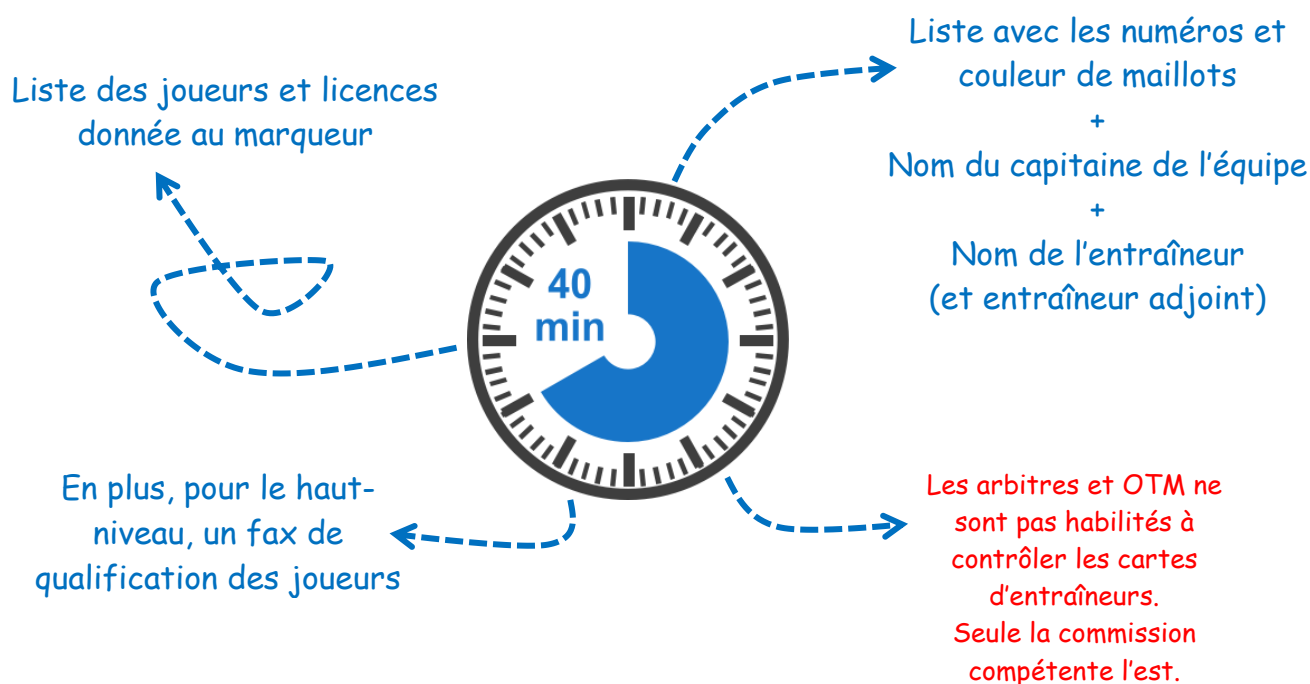 Liste des joueurs et licences
donnée au marqueur
Liste avec les numéros et
couleur de maillots
+
Nom du capitaine de l'équipe
+
Nom de l'entraîneur
(et entraîneur adjoint)
40
min
En plus, pour le haut-
niveau, un fax de
qualification des joueurs
Les arbitres et OTM ne
sont pas habilités à
contrôler les cartes
d'entraîneurs.
Seule la commission
compétente l'est.